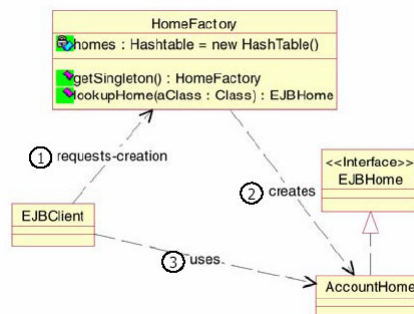 HomeFactory
homes : Hashtable = new HashTable()
getSingleton() : HomeFactory
lookupHome(aClass : Class) : EJBHome
1 requests-creation
2 creates
<<Interface>>
EJBHome
EJBClient
3 uses
AccountHome